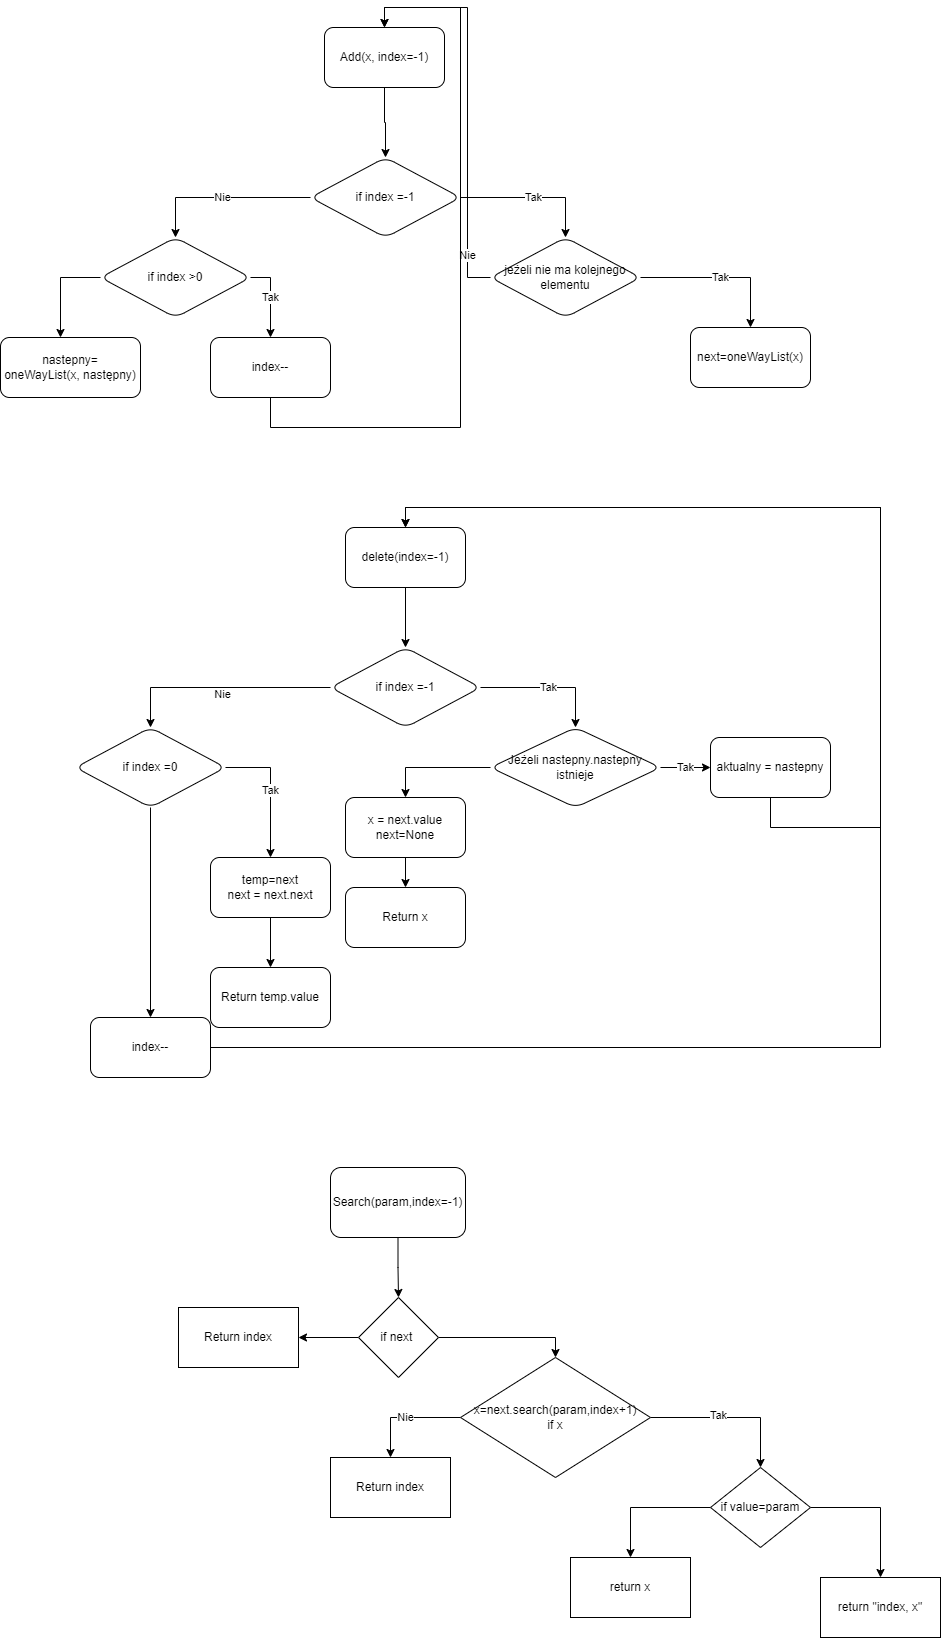 Add(x, index=-1)
if index =-1
Nie
Tak
Nie
if index >0
jeżeli nie ma kolejnego
elementu
Tak
Tak
nastepny=
oneWayList(x, następny)
index--
next=oneWayList(x)
delete(index=-1)
if index =-1
Nie
Tak
if index =0
Jeżeli nastepny.nastepny
istnieje
Tak
aktualny = nastepny
Tak
x = next.value
next=None
temp=next
next = next.next
Return x
Return temp.value
index--
Search(param,index=-1)
Return index
if next
x=next.search(param,index+1)
if x
Nie
Tak
Return index
if value=param
return x
return "index, x"